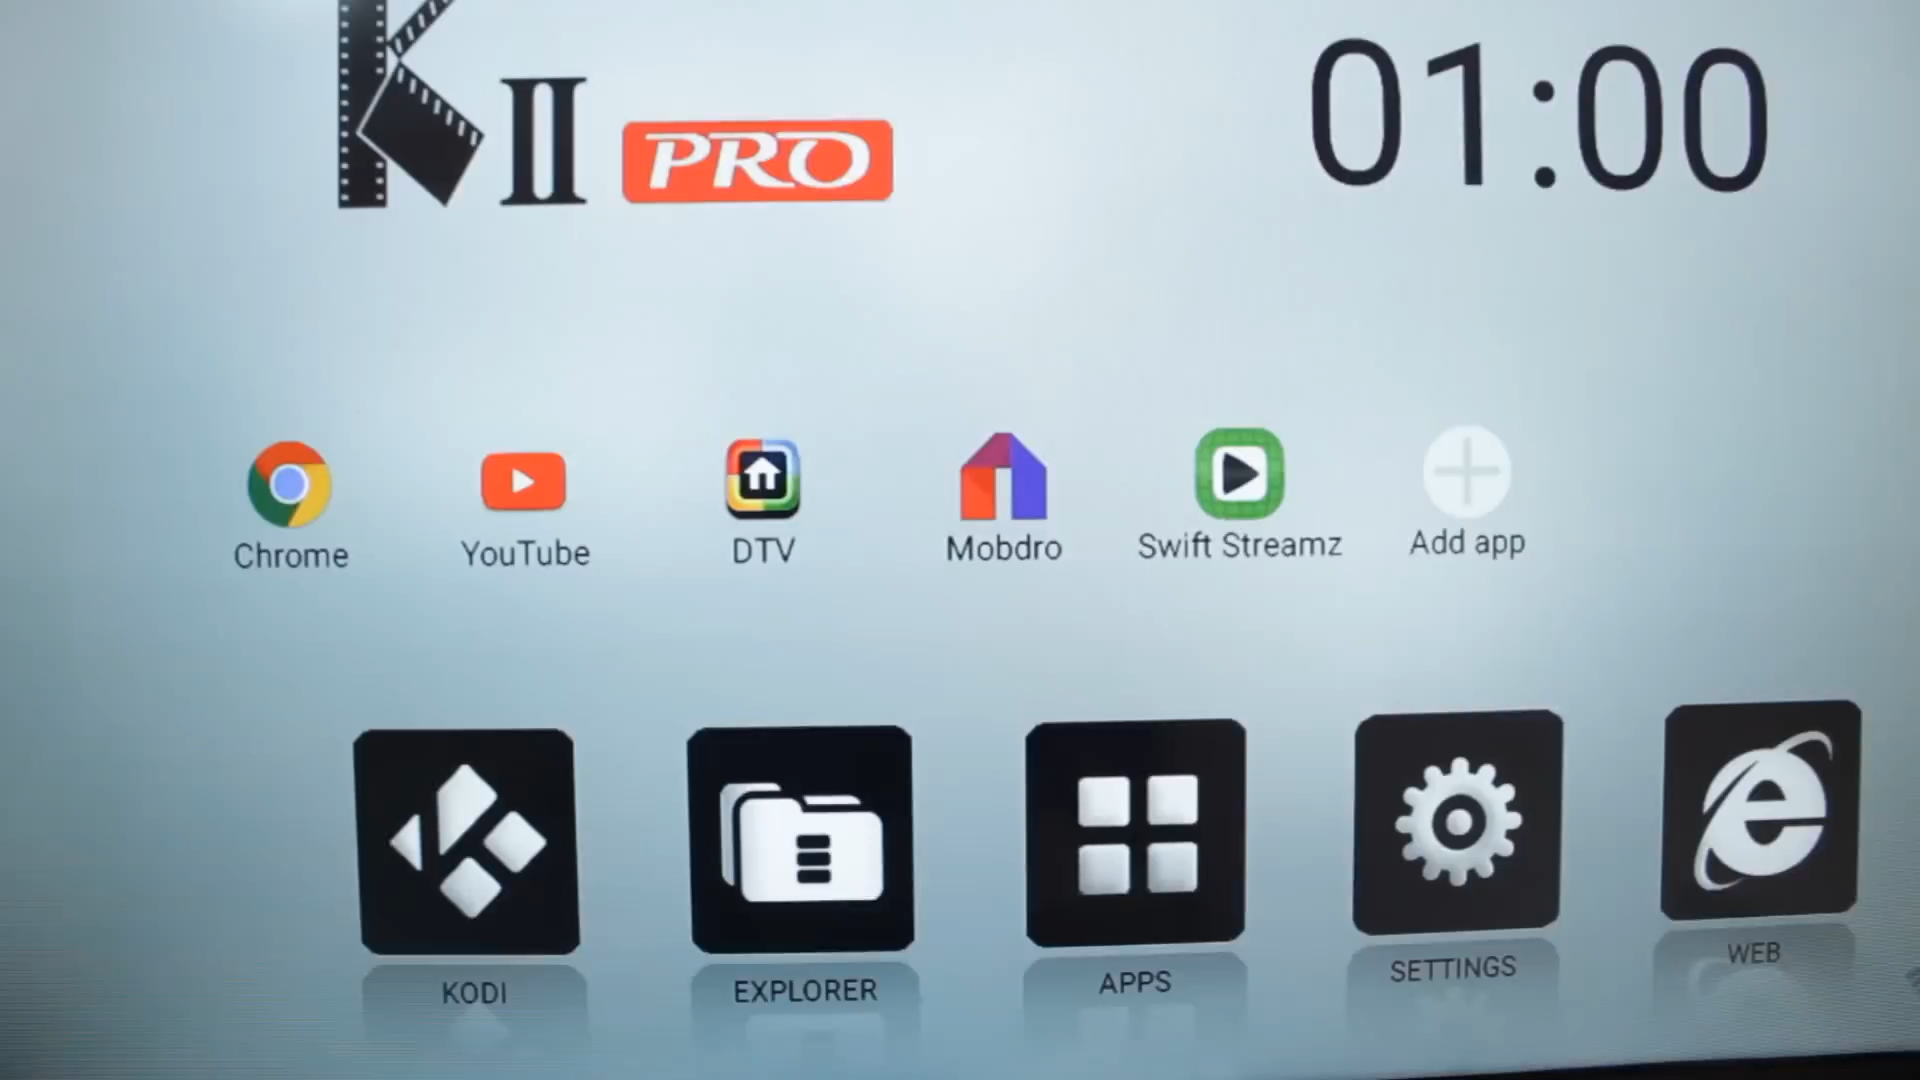 KII PRO
01:00
Chrome YouTube DTV Mobdro Swift Streamz Add app
KODI EXPLORER APPS SETTINGS WEB